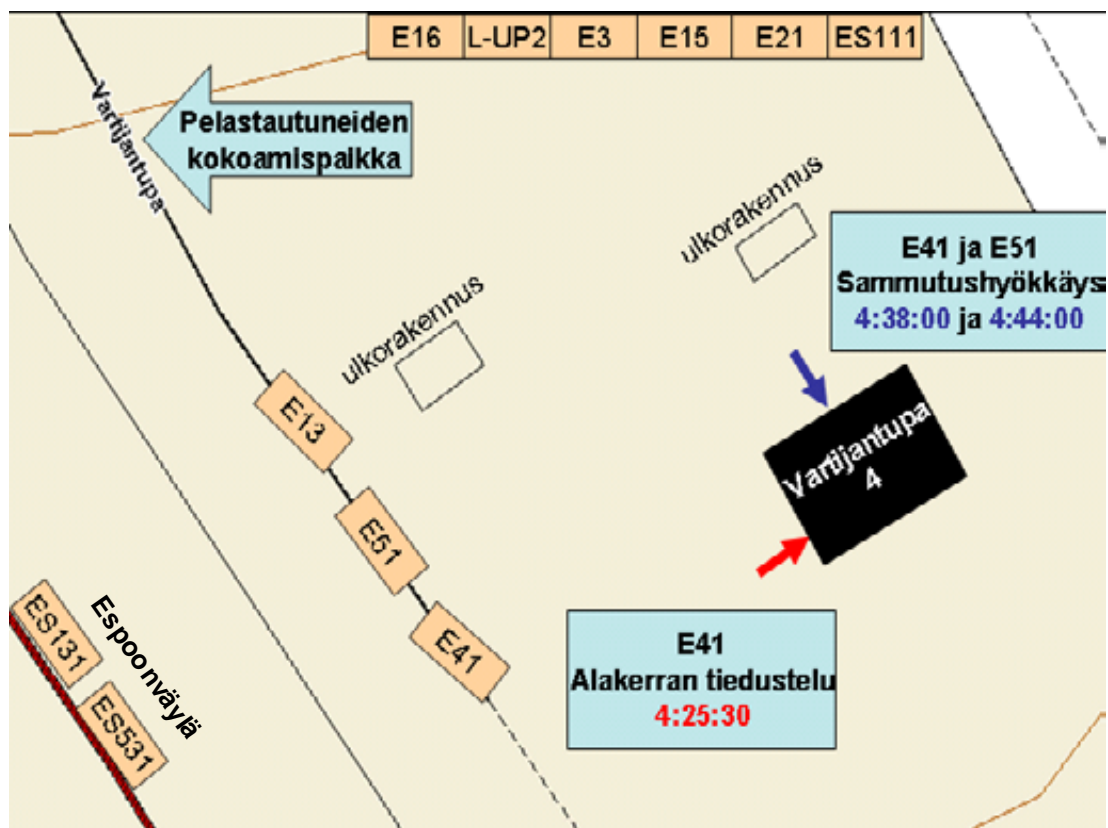 E16 L-UP2 E3 E15 E21 ES111
Vartijantupa
Pelastautuneiden
kokoamispaikka
ulkorakennus
ulkorakennus
E41 ja E51
Sammutushyökkäys
4:38:00 ja 4:44:00
E13
E51
E41
Vartijantupa
4
ES131
ES531
Espoonväylä
E41
Alakerran tiedustelu
4:25:30